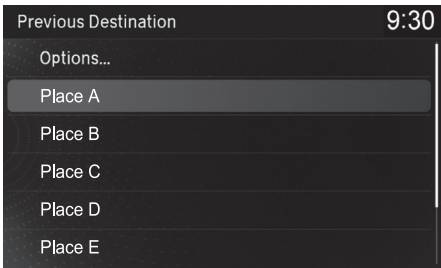 Previous Destination 9:30
Options...
Place A
Place B
Place C
Place D
Place E